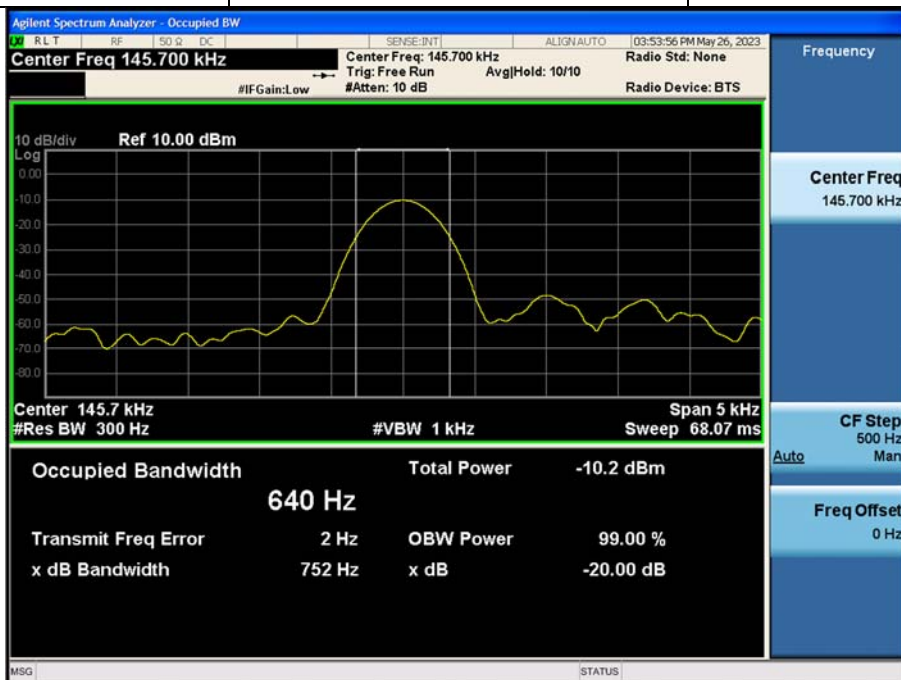 Agilent Spectrum Analyzer - Occupied BW
LXI RL T RF 50 Ω DC SENSE:INT ALIGN AUTO 03:53:56 PM May 26, 2023
Center Freq 145.700 kHz
Center Freq: 145.700 kHz
Radio Std: None
Trig: Free Run Avg|Hold: 10/10
#IFGain:Low
#Atten: 10 dB
Radio Device: BTS
10 dB/div Ref 10.00 dBm
Log
0.00
-10.0
-20.0
-30.0
-40.0
-50.0
-60.0
-70.0
-80.0
Center 145.7 kHz
Span 5 kHz
#Res BW 300 Hz
#VBW 1 kHz
Sweep 68.07 ms
Occupied Bandwidth
Total Power -10.2 dBm
640 Hz
Transmit Freq Error 2 Hz
OBW Power 99.00 %
x dB Bandwidth 752 Hz
x dB -20.00 dB
MSG
STATUS
Frequency
Center Freq
145.700 kHz
CF Step
500 Hz
Auto Man
Freq Offset
0 Hz